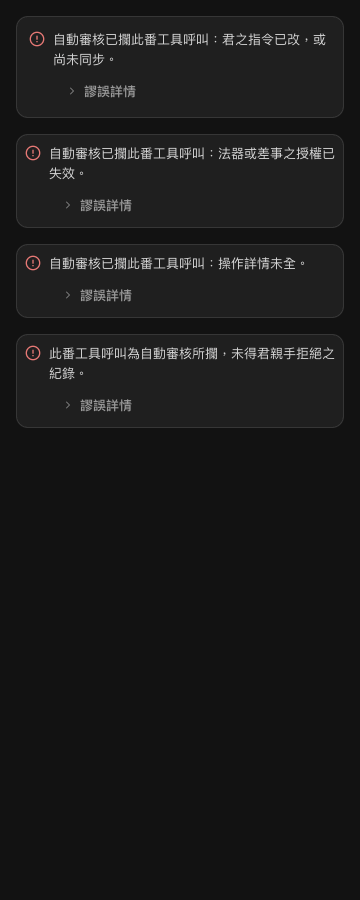 自動審核已攔此番工具呼叫：君之指令已改，或
尚未同步。
謬誤詳情
自動審核已攔此番工具呼叫：法器或差事之授權已
失效。
謬誤詳情
自動審核已攔此番工具呼叫：操作詳情未全。
謬誤詳情
此番工具呼叫為自動審核所攔，未得君親手拒絕之
紀錄。
謬誤詳情